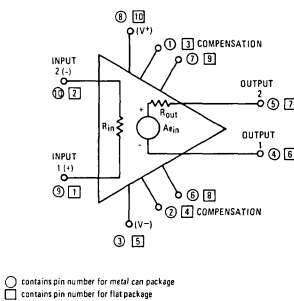 ⑧ 10
(V+)
① 3 COMPENSATION
⑦ 9
INPUT
2 (-)
⑩ 2
OUTPUT
2
⑤ 7
+
Rout
Rin
Aein
-
OUTPUT
1
④ 6
INPUT
1 (+)
⑨ 1
⑥ 8
② 4 COMPENSATION
(V-)
③ 5
contains pin number for metal can package
contains pin number for flat package